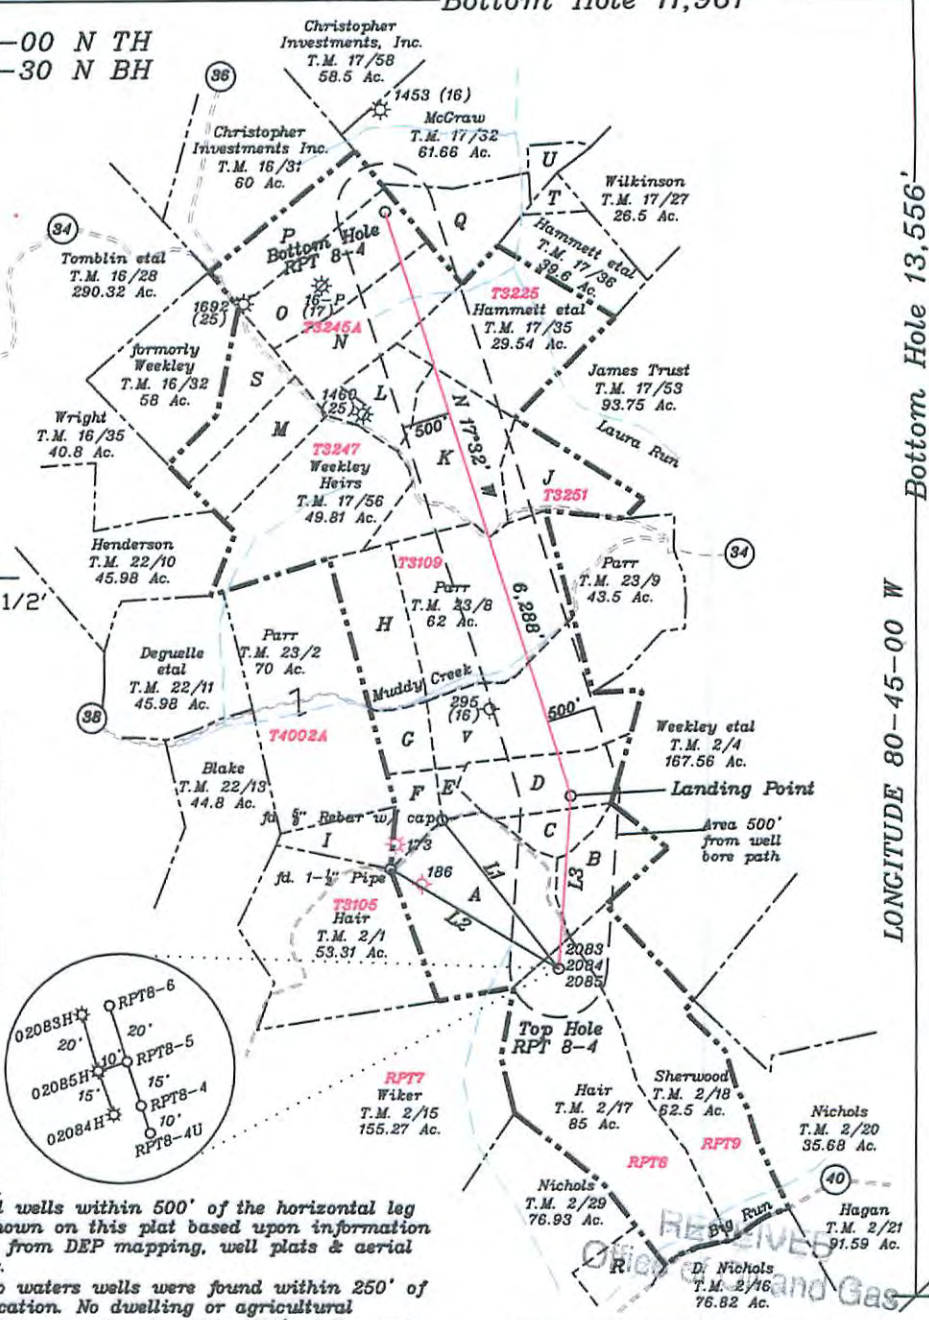 Bottom Hole 11,961'
-00 N TH
-30 N BH
Christopher
Investments, Inc.
T.M. 17/58
58.5 Ac.
36
1453 (16)
McGraw
T.M. 17/32
61.66 Ac.
Christopher
Investments Inc.
T.M. 16/31
60 Ac.
U
T
Wilkinson
T.M. 17/27
26.5 Ac.
34
Tomblin etal
T.M. 16/28
290.32 Ac.
P
Bottom Hole
RPT 8-4
Q
Hammett etal
T.M. 17/36
39.6 Ac.
1692
(25)
O
16-P
(17)
T3245A
N
T3225
Hammett etal
T.M. 17/35
29.54 Ac.
formorly
Weekley
T.M. 16/32
58 Ac.
S
L
1460
(25)
N 17°32' W
James Trust
T.M. 17/53
93.75 Ac.
Wright
T.M. 16/35
40.8 Ac.
M
500'
K
Laura Run
T3247
Weekley
Heirs
T.M. 17/56
49.81 Ac.
J
T3251
Henderson
T.M. 22/10
45.98 Ac.
T3109
34
Parr
T.M. 23/9
43.5 Ac.
1/2'
Parr
T.M. 23/8
62 Ac.
6,288'
H
Deguelle
etal
T.M. 22/11
45.98 Ac.
Parr
T.M. 23/2
70 Ac.
Muddy Creek
38
295
(16)
500'
T4002A
G
V
Weekley etal
T.M. 2/4
167.56 Ac.
Blake
T.M. 22/13
44.8 Ac.
F
E
D
Landing Point
fd. 5/8" Rebar w/ cap
I
173
C
Area 500'
from well
bore path
fd. 1-1/2" Pipe
186
L1
B
L3
A
T3105
Hair
T.M. 2/1
53.31 Ac.
L2
2083
2084
2085
02083H
RPT8-6
20'
20'
10'
RPT8-5
02085H
15'
15'
RPT8-4
02084H
10'
RPT8-4U
Top Hole
RPT 8-4
RPT7
Wiker
T.M. 2/15
155.27 Ac.
Hair
T.M. 2/17
85 Ac.
Sherwood
T.M. 2/18
62.5 Ac.
RPT8
RPT9
Nichols
T.M. 2/20
35.68 Ac.
40
Nichols
T.M. 2/29
76.93 Ac.
Big Run
Hagan
T.M. 2/21
91.59 Ac.
R
D. Nichols
T.M. 2/16
76.82 Ac.
RECEIVED
Office of Oil and Gas
wells within 500' of the horizontal leg
hown on this plat based upon information
from DEP mapping, well plats & aerial
waters wells were found within 250' of
cation. No dwelling or agricultural
Bottom Hole 13,556'
LONGITUDE 80-45-00 W